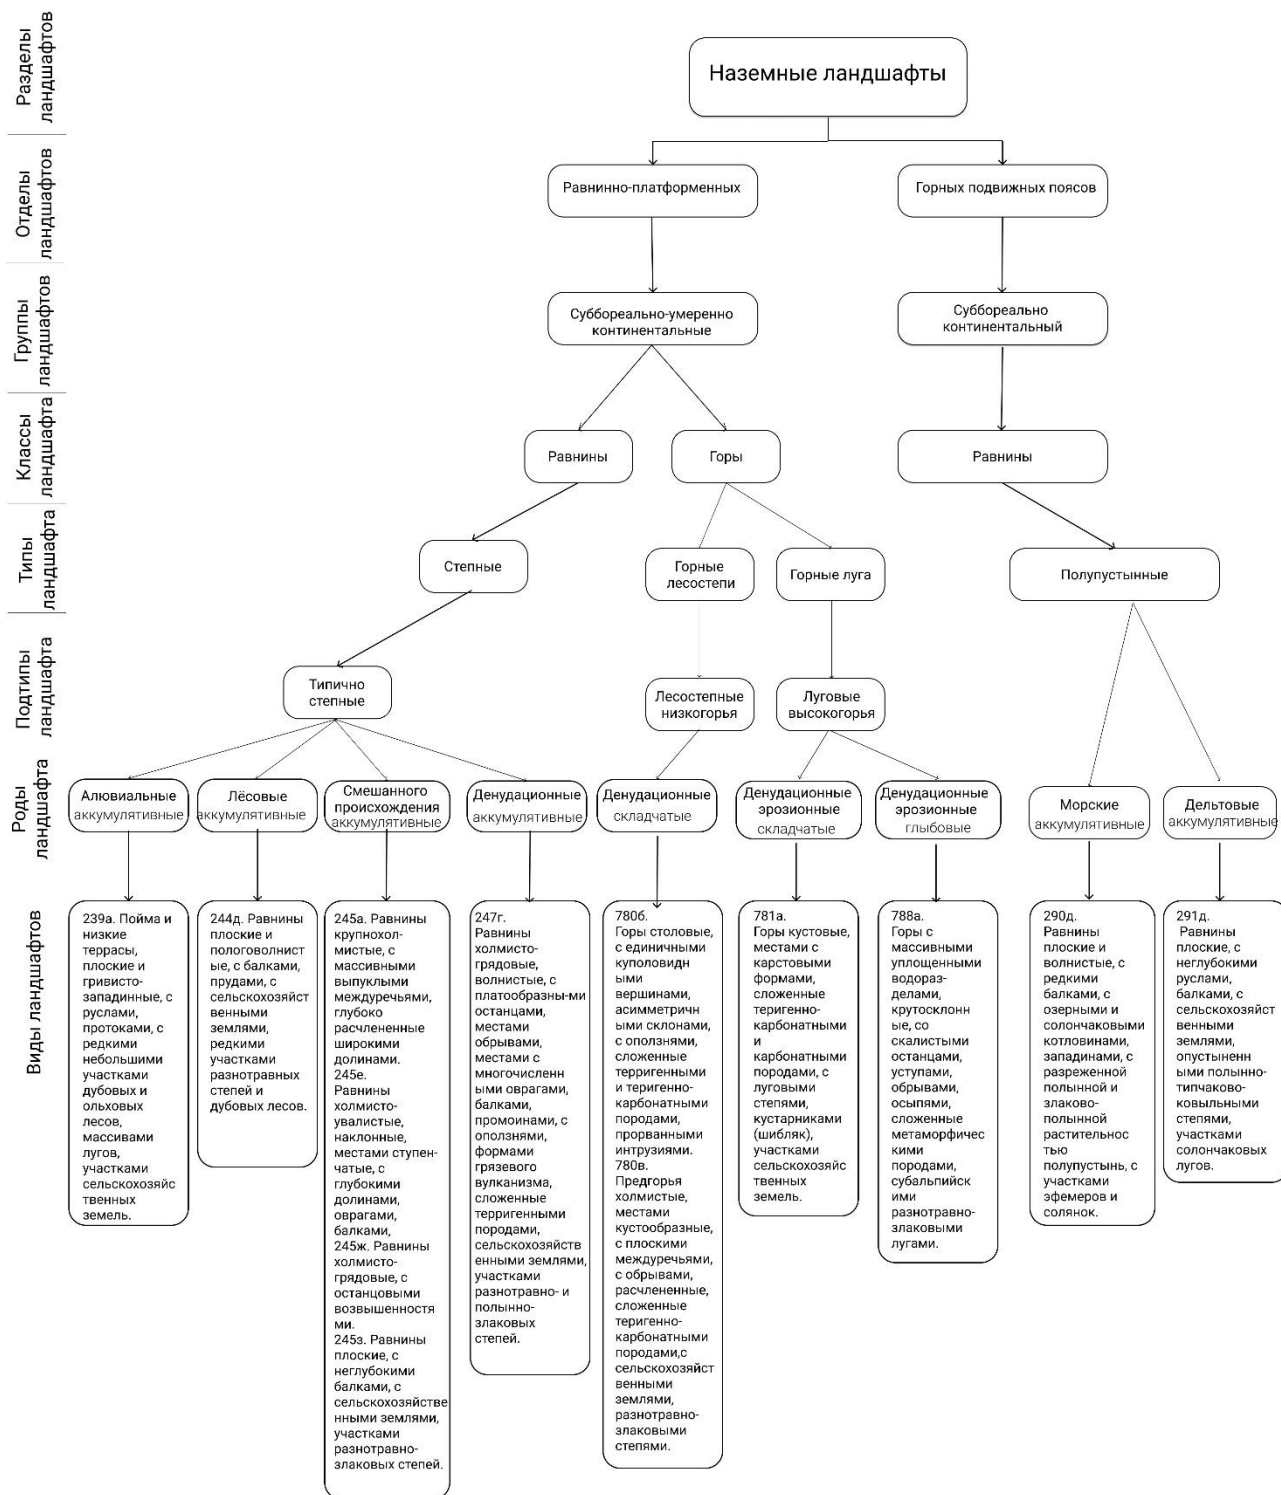 Разделы
ландшафтов
Наземные ландшафты
Отделы
ландшафтов
Равнинно-платформенных
Горных подвижных поясов
Группы
ландшафтов
Суббореально-умеренно
континентальные
Суббореально
континентальный
Классы
ландшафта
Равнины
Горы
Равнины
Типы
ландшафта
Степные
Горные
лесостепи
Горные луга
Полупустынные
Подтипы
ландшафта
Типично
степные
Лесостепные
низкогорья
Луговые
высокогорья
Роды
ландшафта
Алювиальные
аккумулятивные
Лёсовые
аккумулятивные
Смешанного
происхождения
аккумулятивные
Денудационные
аккумулятивные
Денудационные
складчатые
Денудационные
эрозионные
складчатые
Денудационные
эрозионные
глыбовые
Морские
аккумулятивные
Дельтовые
аккумулятивные
Виды ландшафтов
239а. Пойма и
низкие
террасы,
плоские и
гривисто-
западинные, с
руслами,
протоками, с
редкими
небольшими
участками
дубовых и
ольховых
лесов,
массивами
лугов,
участками
сельскохозяйс
твенных
земель.
244д. Равнины
плоские и
пологоволнист
ые, с балками,
прудами, с
сельскохозяйст
венными
землями,
редкими
участками
разнотравных
степей и
дубовых лесов.
245а. Равнины
крупнохол-
мистые, с
массивными
выпуклыми
междуречьями,
глубоко
расчлененные
широкими
долинами.
245е.
Равнины
холмисто-
увалистые,
наклонные,
местами ступен-
чатые, с
глубокими
долинами,
оврагами,
балками,
245ж. Равнины
холмисто-
грядовые, с
останцовыми
возвышенностя
ми.
245з. Равнины
плоские, с
неглубокими
балками, с
сельскохозяйстве
нными землями,
участками
разнотравно-
злаковых степей.
247г.
Равнины
холмисто-
грядовые,
волнистые, с
платообразны-ми
останцами,
местами
обрывами,
местами с
многочисленн
ыми оврагами,
балками,
промоинами, с
оползнями,
формами
грязевого
вулканизма,
сложенные
терригенными
породами,
сельскохозяйств
енными землями,
участками
разнотравно- и
полынно-
злаковых
степей.
780б.
Горы столовые,
с единичными
куполовидн
ыми
вершинами,
асимметрич
ными склонами,
с оползнями,
сложенные
терригенными
и теригенно-
карбонатными
породами,
прорванными
интрузиями.
780в.
Предгорья
холмистые,
местами
кустообразные,
с плоскими
междуречьями,
с обрывами,
расчлененные,
сложенные
теригенно-
карбонатными
породами,с
сельскохозяйст
венными
землями,
разнотравно-
злаковыми
степями.
781а.
Горы кустовые,
местами с
карстовыми
формами,
сложенные
теригенно-
карбонатными
и
карбонатными
породами, с
луговыми
степями,
кустарниками
(шибляк),
участками
сельскохозяйс
твенных
земель.
788а.
Горы с
массивными
уплощенными
водораз-
делами,
крутосклонн
ые, со
скалистыми
останцами,
уступами,
обрывами,
осыпями,
сложенные
метаморфичес
кими
породами,
субальпийск
ими
разнотравно-
злаковыми
лугами.
290д.
Равнины
плоские и
волнистые, с
редкими
балками, с
озерными и
солончаковыми
котловинами,
западинами, с
разреженной
полынной и
злаково-
полынной
растительнос
тью
полупустынь, с
участками
эфемеров и
солянок.
291д.
Равнины
плоские, с
неглубокими
руслами,
балками, с
сельскохозяйст
венными
землями,
опустыненн
ыми полынно-
типчаково-
ковыльными
степями,
участками
солончаковых
лугов.